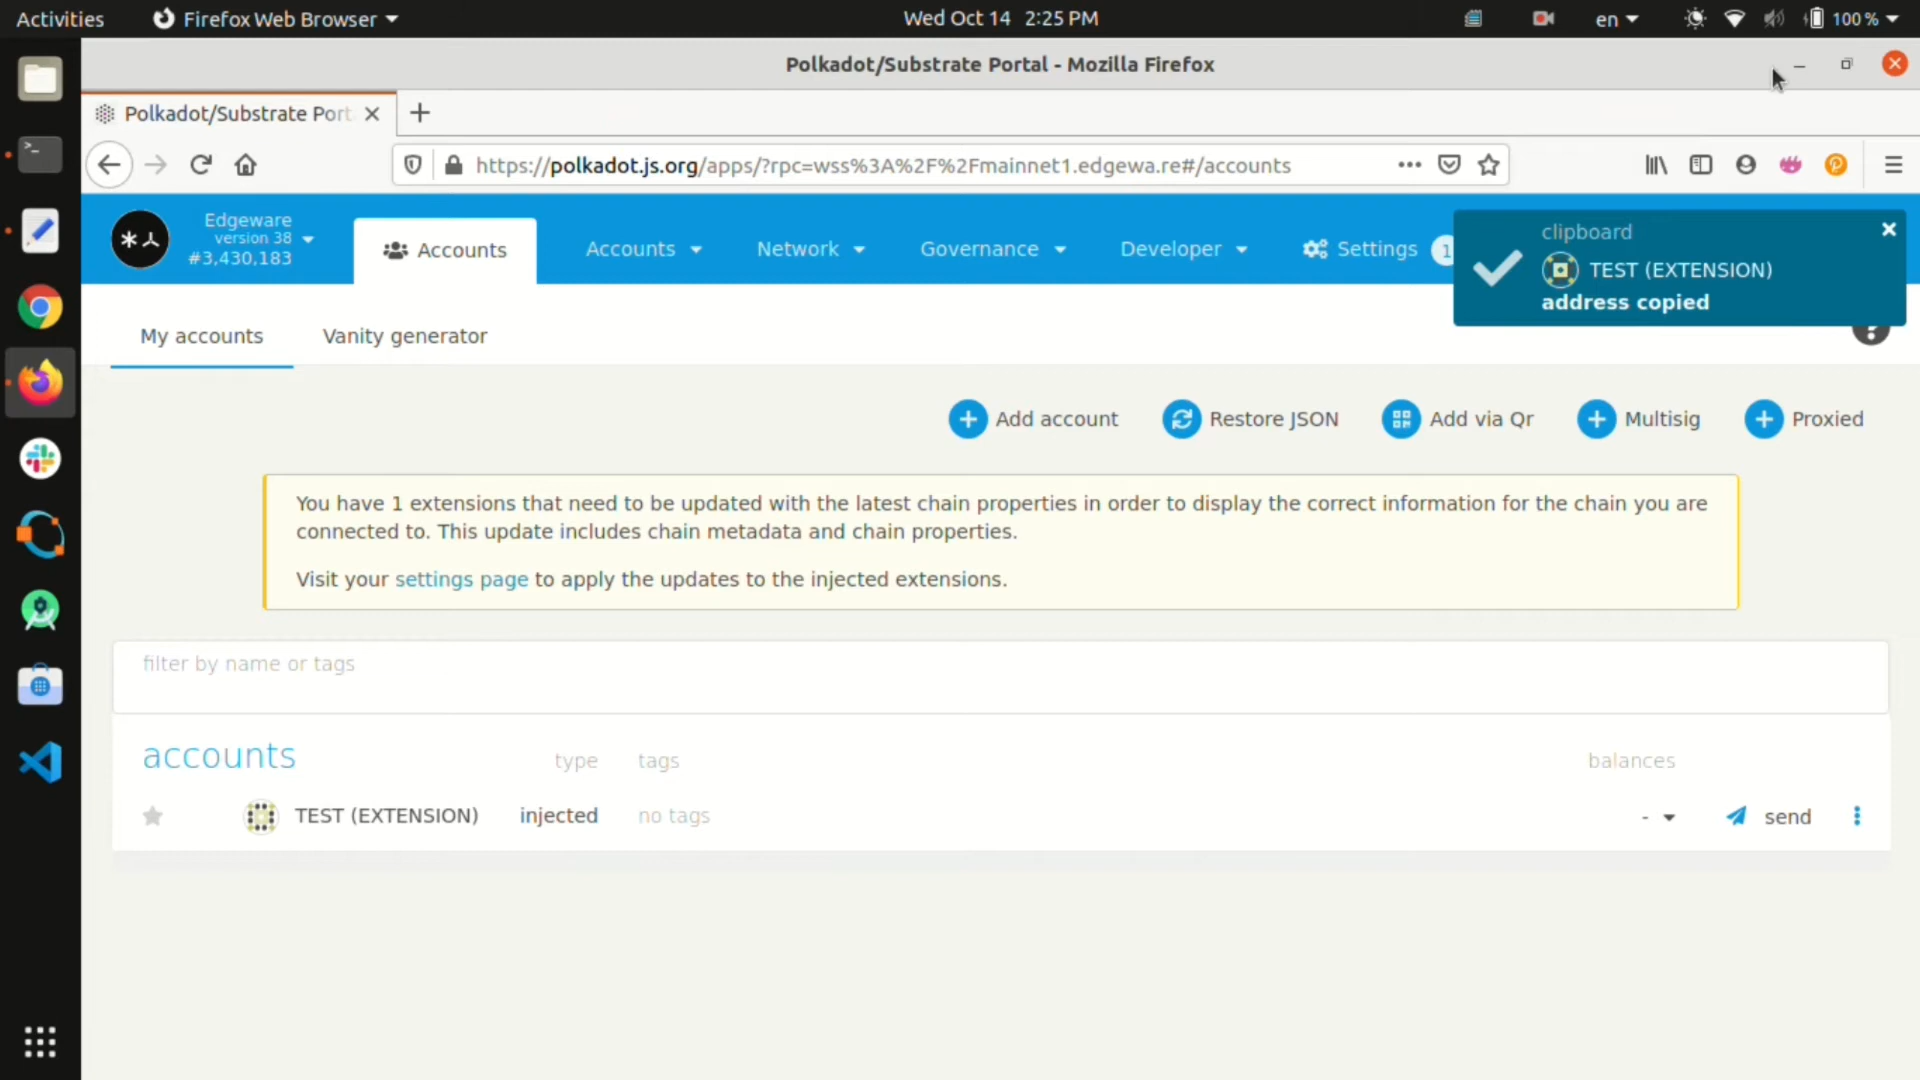 Activities
Firefox Web Browser
Wed Oct 14 2:25 PM
en
100 %
Polkadot/Substrate Portal - Mozilla Firefox
Polkadot/Substrate Port
https://polkadot.js.org/apps/?rpc=wss%3A%2F%2Fmainnet1.edgewa.re#/accounts
Edgeware
version 38
#3,430,183
Accounts
Accounts
Network
Governance
Developer
Settings
1
clipboard
TEST (EXTENSION)
address copied
My accounts
Vanity generator
Add account
Restore JSON
Add via Qr
Multisig
Proxied
You have 1 extensions that need to be updated with the latest chain properties in order to display the correct information for the chain you are
connected to. This update includes chain metadata and chain properties.
Visit your settings page to apply the updates to the injected extensions.
filter by name or tags
accounts
type
tags
balances
TEST (EXTENSION)
injected
no tags
-
send